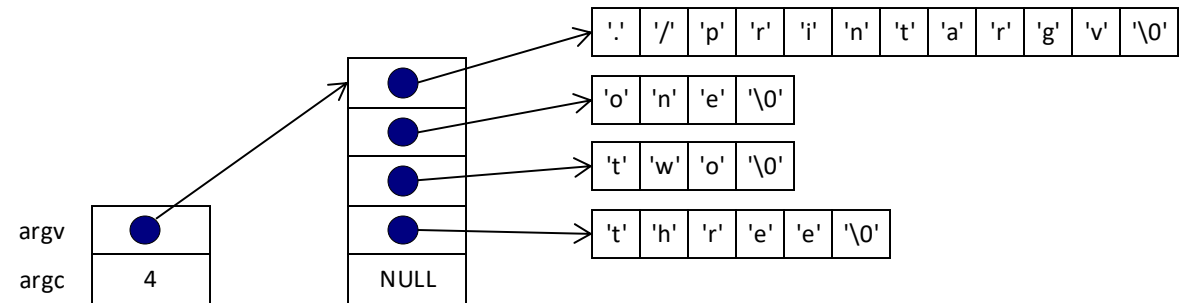 '.' '/' 'p' 'r' 'i' 'n' 't' 'a' 'r' 'g' 'v' '\0'
'o' 'n' 'e' '\0'
't' 'w' 'o' '\0'
argv 't' 'h' 'r' 'e' 'e' '\0'
argc 4 NULL